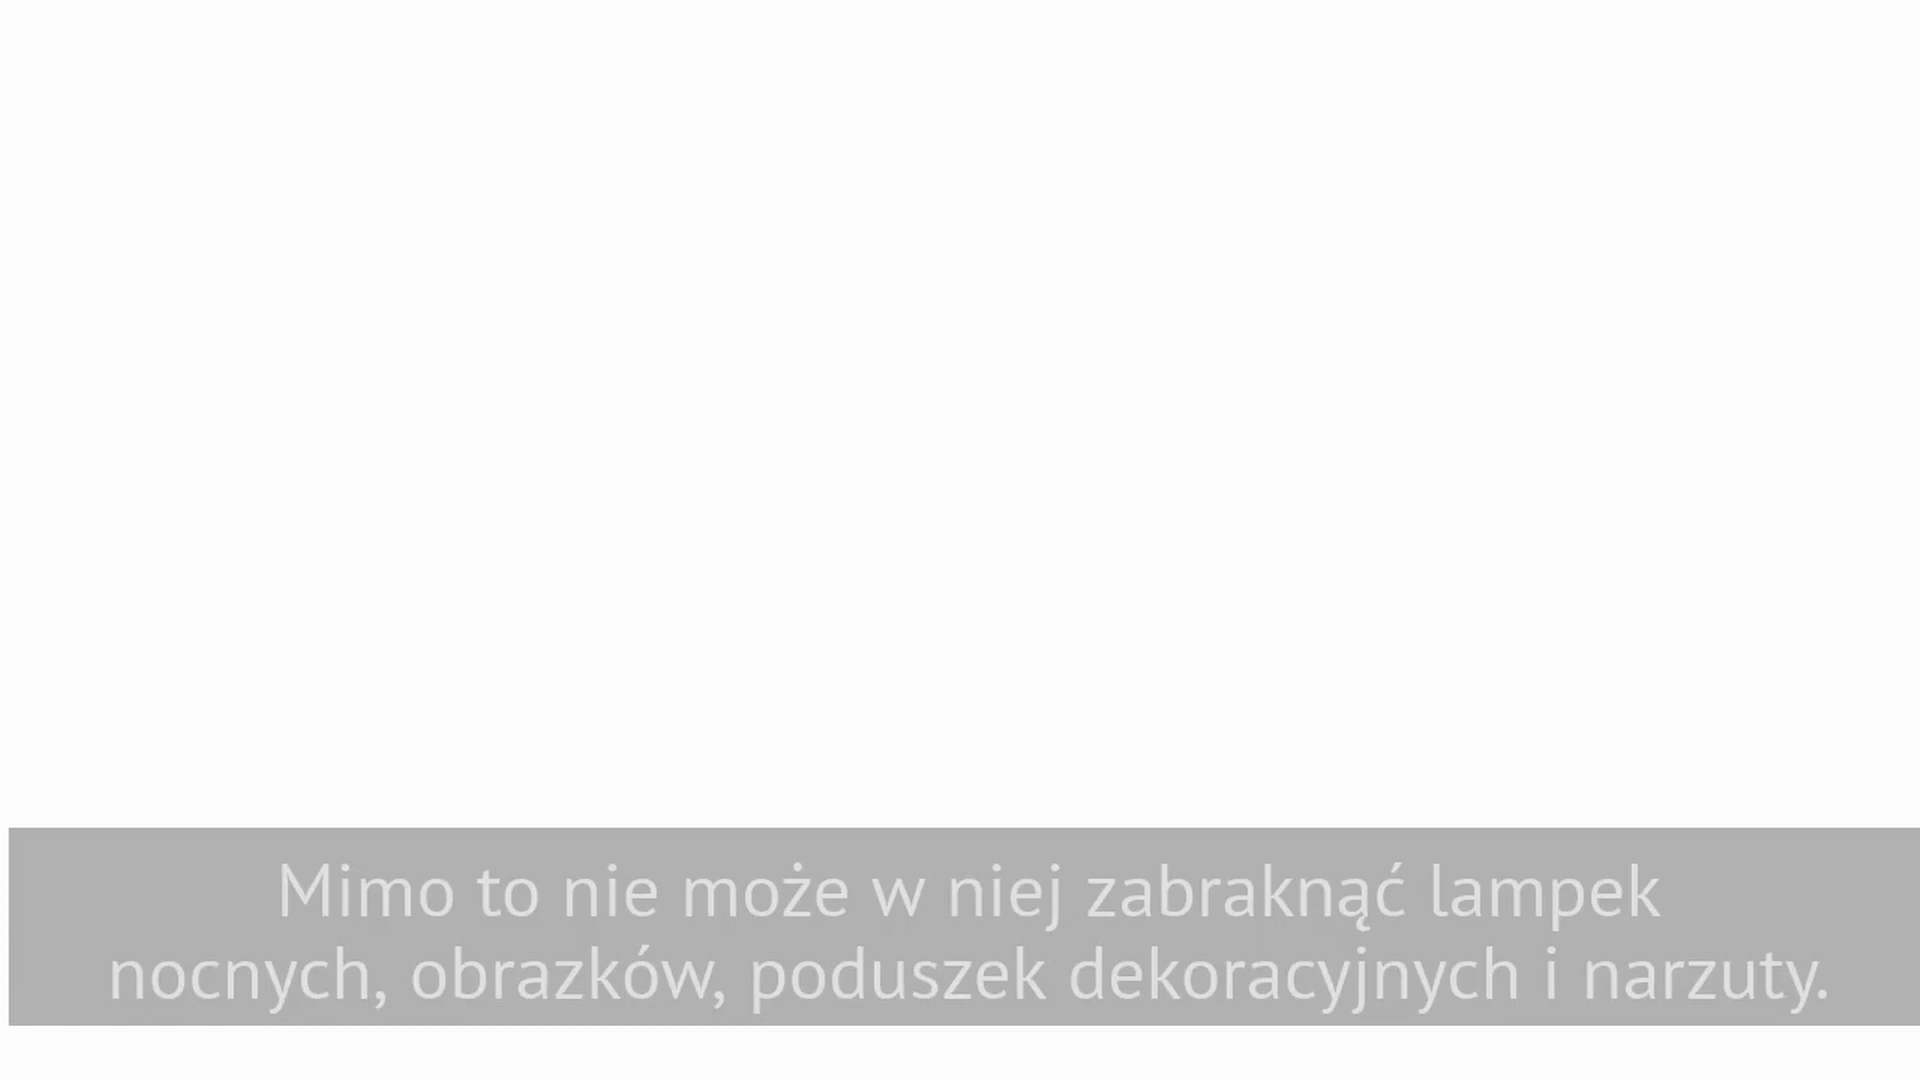 Mimo to nie może w niej zabraknąć lampek
nocnych, obrazków, poduszek dekoracyjnych i narzuty.